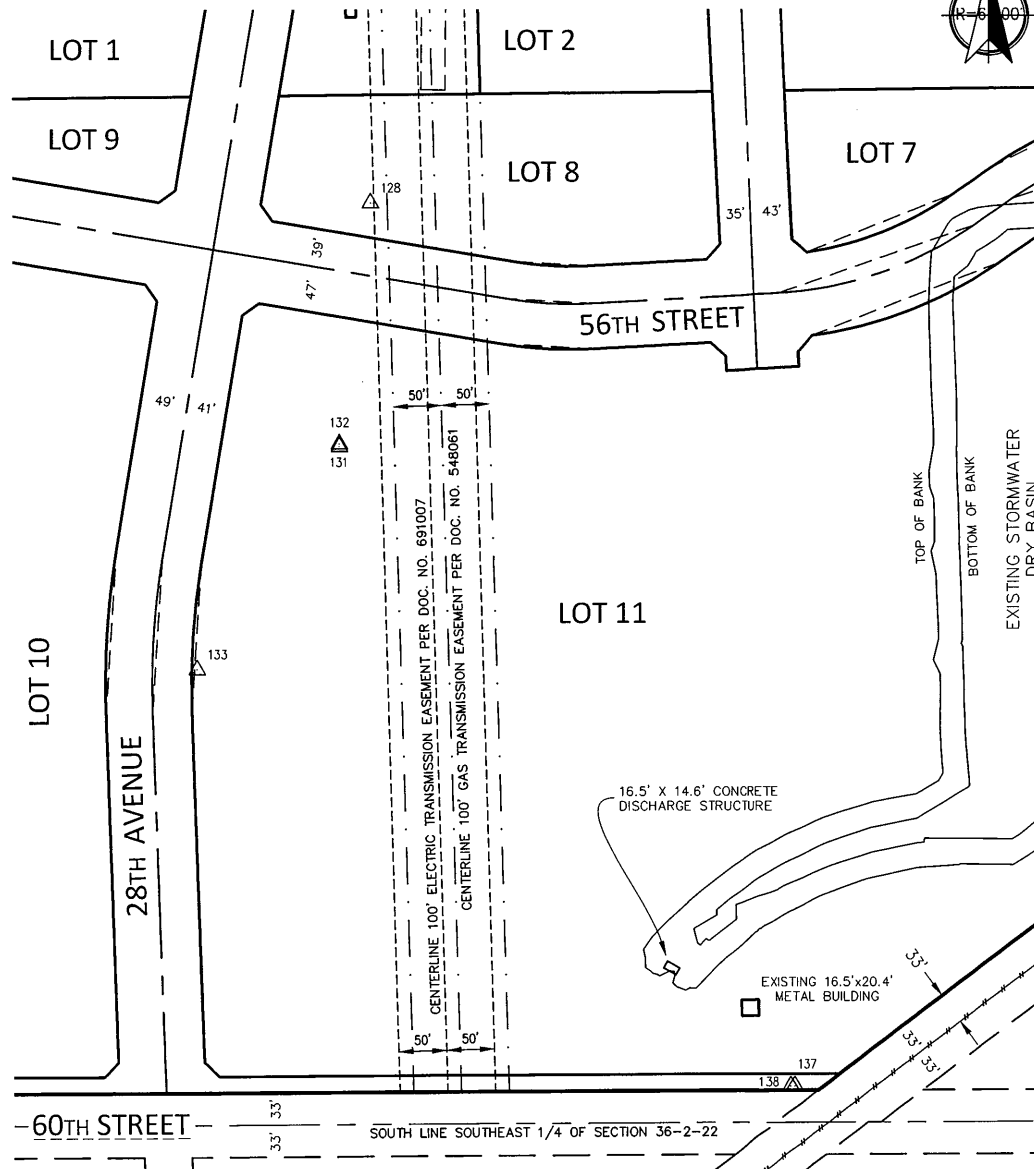 R=6 00'
LOT 1
LOT 2
LOT 9
LOT 8
LOT 7
128
35' 43'
39'
47'
56TH STREET
49' 41'
50' 50'
132
131
CENTERLINE 100' ELECTRIC TRANSMISSION EASEMENT PER DOC. NO. 691007
CENTERLINE 100' GAS TRANSMISSION EASEMENT PER DOC. NO. 548061
TOP OF BANK
BOTTOM OF BANK
EXISTING STORMWATER
DRY BASIN
LOT 11
LOT 10
133
28TH AVENUE
16.5' X 14.6' CONCRETE
DISCHARGE STRUCTURE
33'
EXISTING 16.5'x20.4'
METAL BUILDING
50' 50'
33' 33'
137
138
60TH STREET
33'
33'
SOUTH LINE SOUTHEAST 1/4 OF SECTION 36-2-22